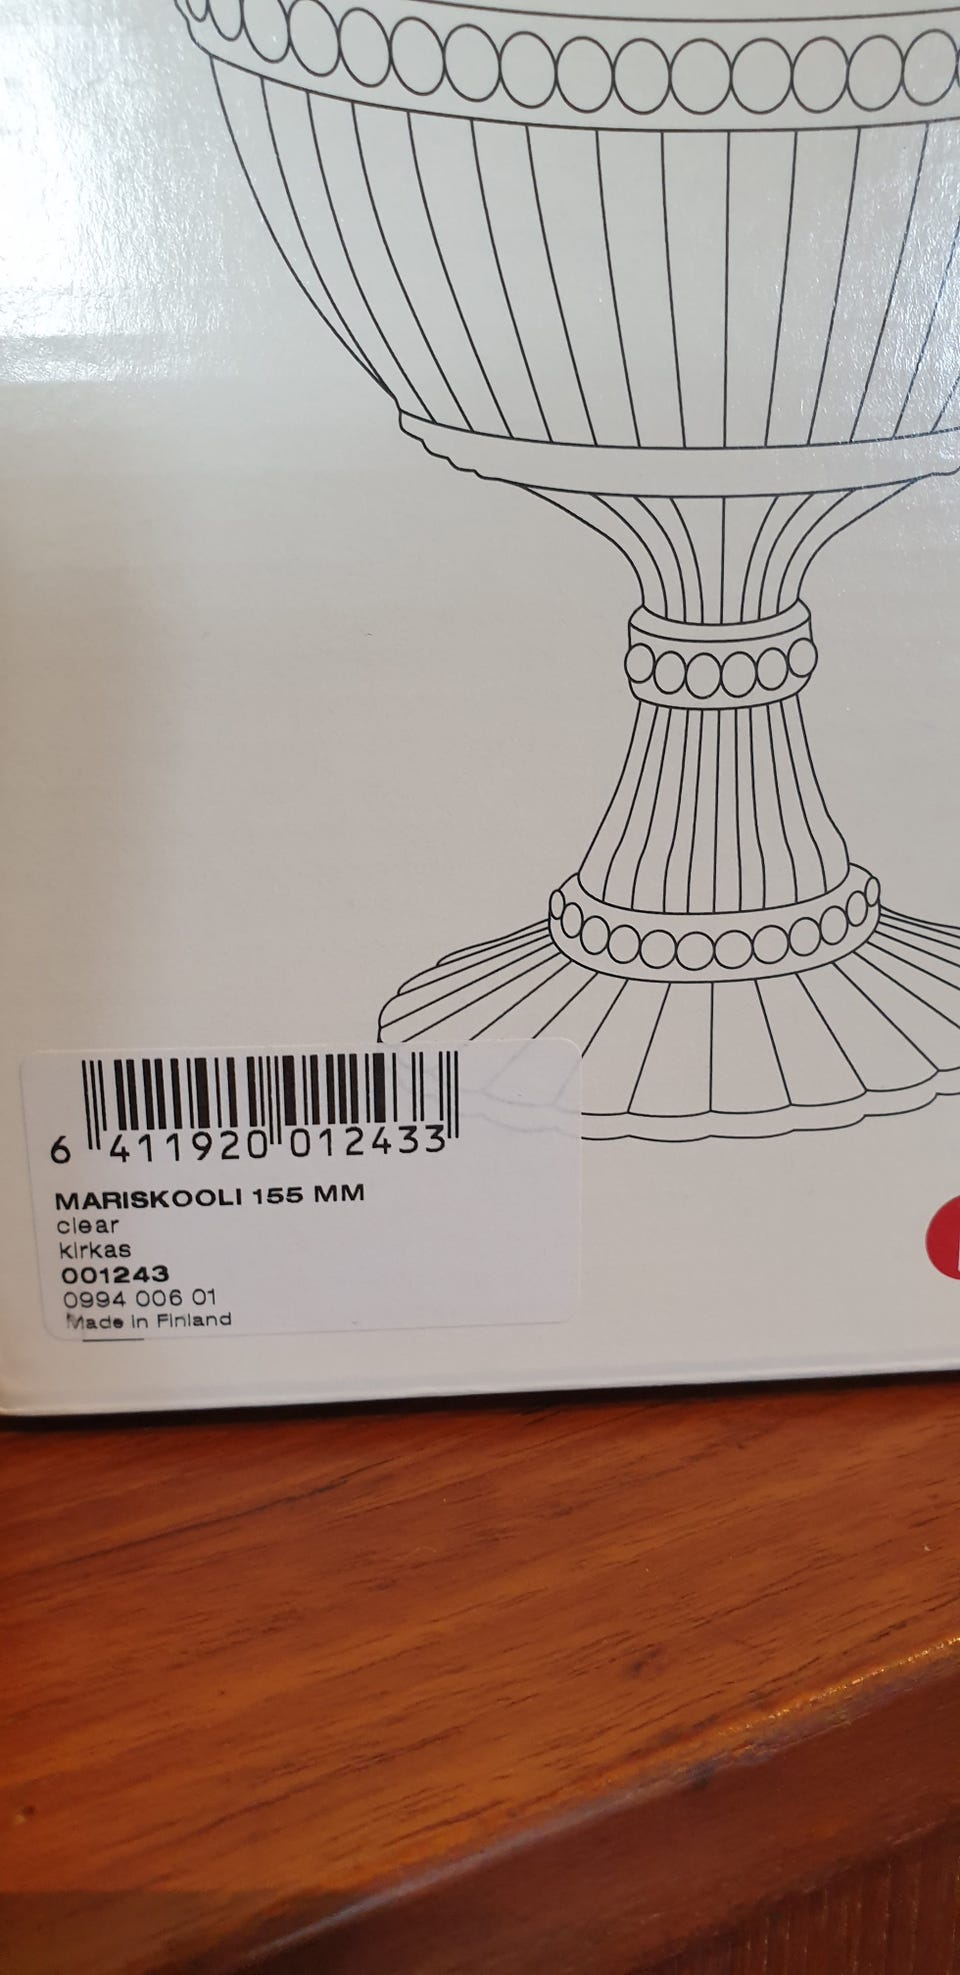 6 411920 012433
MARISKOOLI 155 MM
clear
kirkas
001243
0994 006 01
Made in Finland